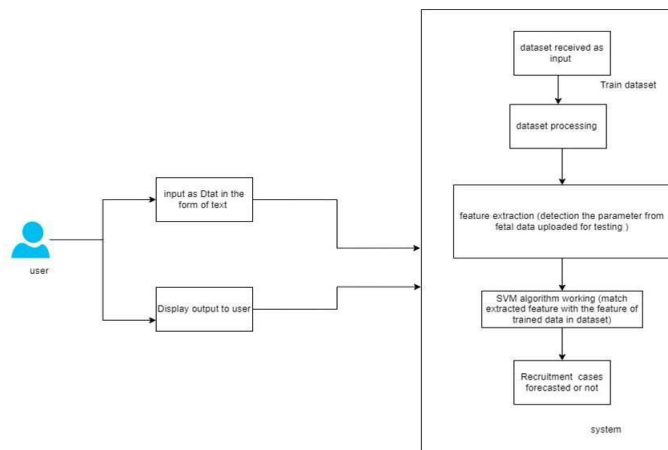 dataset received as
input
Train dataset
dataset processing
input as Dtat in the
form of text
feature extraction (detection the parameter from
fetal data uploaded for testing )
user
Display output to user
SVM algorithm working (match
extracted feature with the feature of
trained data in dataset)
Recruitment cases
forecasted or not
system